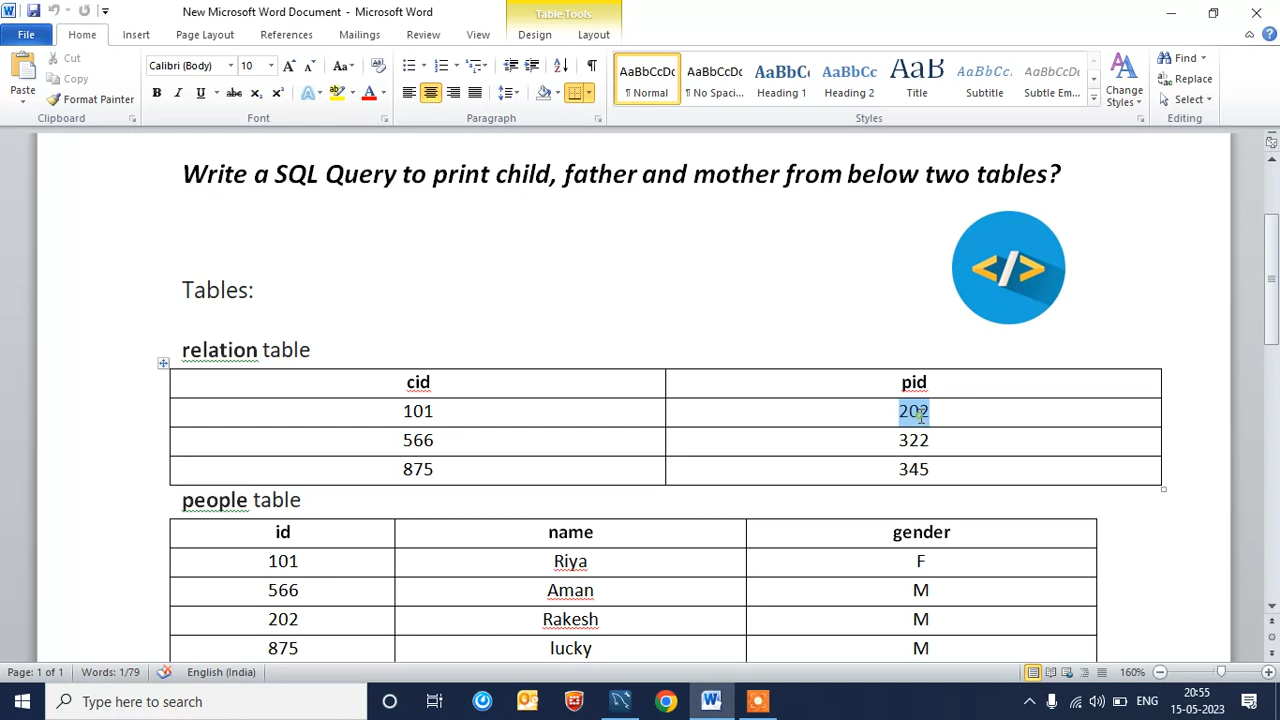 New Microsoft Word Document - Microsoft Word
Table Tools
File Home Insert Page Layout References Mailings Review View Design Layout
Paste
Cut
Copy
Format Painter
Clipboard
Calibri (Body) 10
Font
Paragraph
AaBbCcDc AaBbCcDc AaBbCc AaBbCc AaB AaBbCcL AaBbCcDc
¶ Normal ¶ No Spaci... Heading 1 Heading 2 Title Subtitle Subtle Em...
Change Styles
Styles
Find
Replace
Select
Editing
Write a SQL Query to print child, father and mother from below two tables?
</>
Tables:
relation table
cid pid
101 202
566 322
875 345
people table
id name gender
101 Riya F
566 Aman M
202 Rakesh M
875 lucky M
Page: 1 of 1 Words: 1/79 English (India) 160%
Type here to search
ENG
20:55
15-05-2023